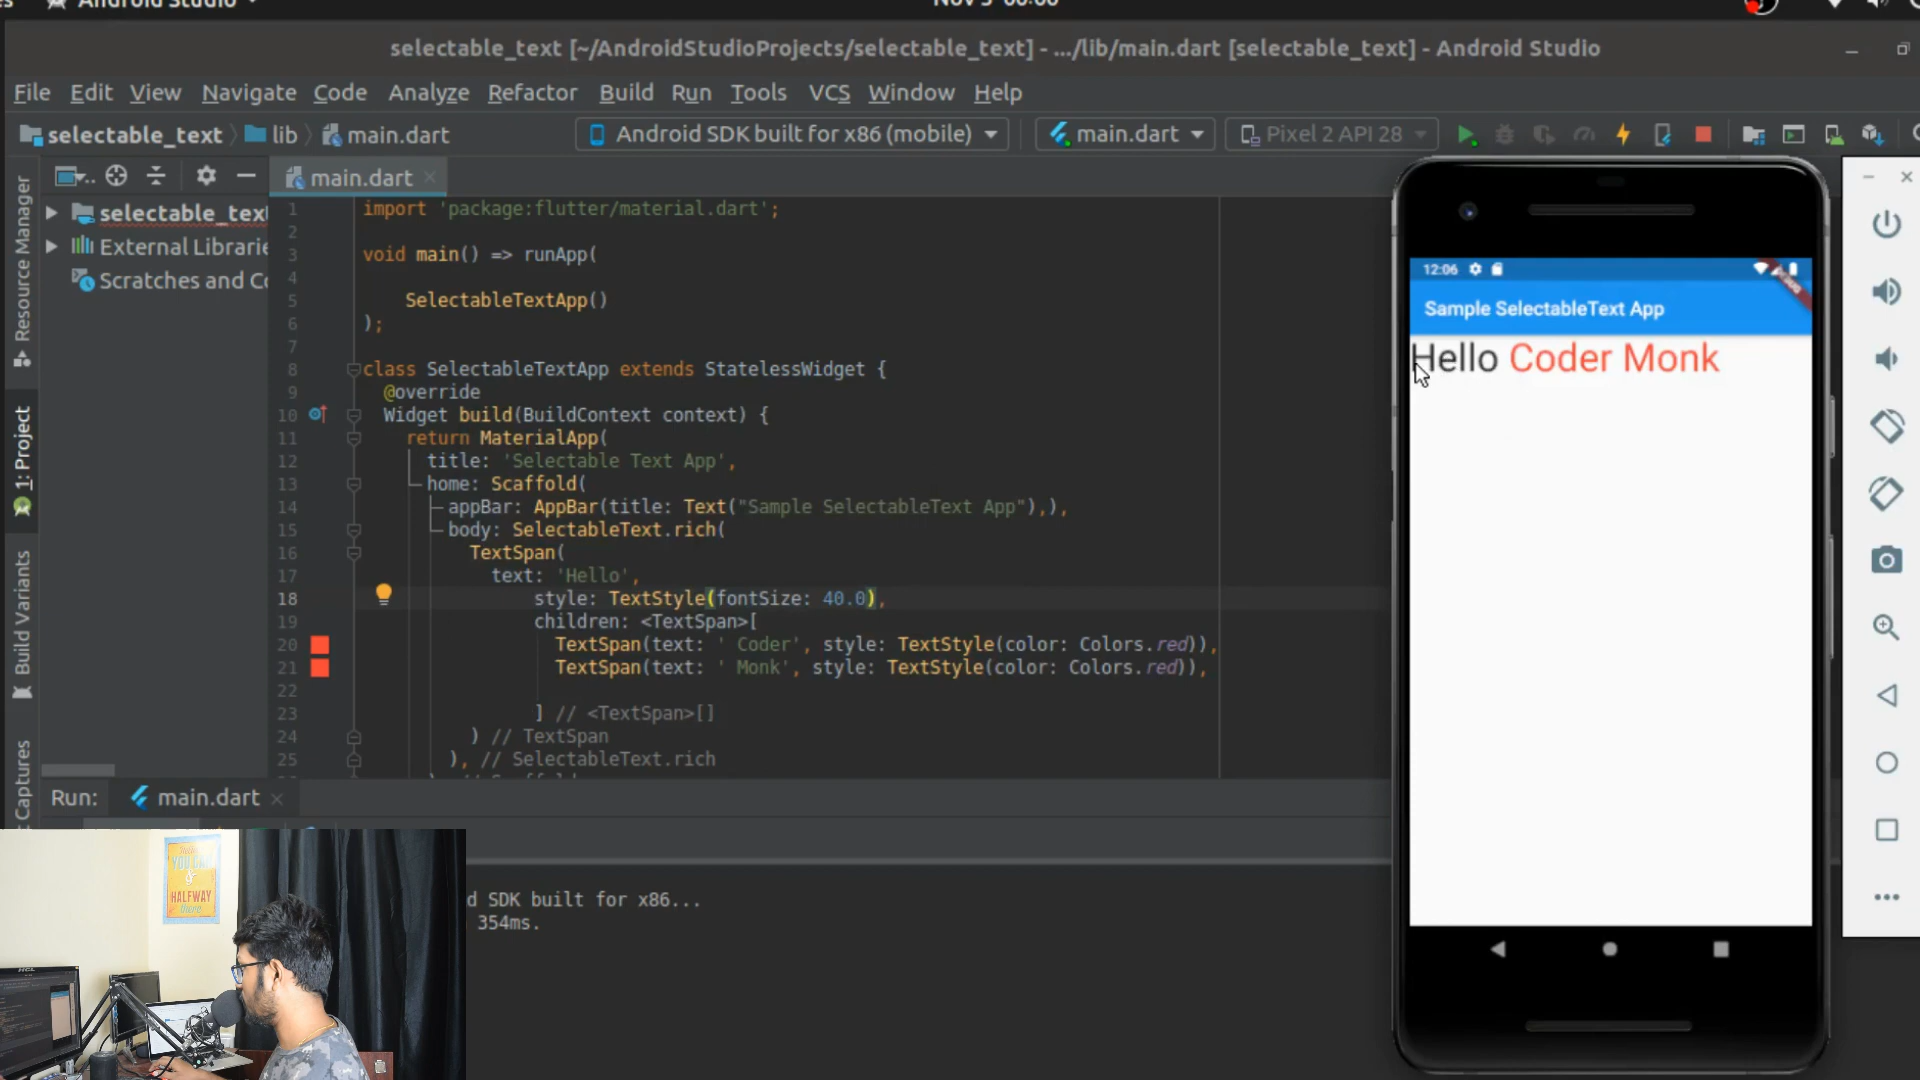 Android Studio
Nov 5 00:06
selectable_text [~/AndroidStudioProjects/selectable_text] - .../lib/main.dart [selectable_text] - Android Studio
File Edit View Navigate Code Analyze Refactor Build Run Tools VCS Window Help
selectable_text lib main.dart Android SDK built for x86 (mobile) main.dart Pixel 2 API 28
main.dart
Resource Manager
1: Project
Build Variants
Captures
selectable_text
External Librarie
Scratches and Co
1 import 'package:flutter/material.dart';
2
3 void main() => runApp(
4
5 SelectableTextApp()
6 );
7
8 class SelectableTextApp extends StatelessWidget {
9 @override
10 Widget build(BuildContext context) {
11 return MaterialApp(
12 title: 'Selectable Text App',
13 home: Scaffold(
14 appBar: AppBar(title: Text("Sample SelectableText App"),),
15 body: SelectableText.rich(
16 TextSpan(
17 text: 'Hello',
18 style: TextStyle(fontSize: 40.0),
19 children: <TextSpan>[
20 TextSpan(text: ' Coder', style: TextStyle(color: Colors.red)),
21 TextSpan(text: ' Monk', style: TextStyle(color: Colors.red)),
22
23 ] // <TextSpan>[]
24 ) // TextSpan
25 ), // SelectableText.rich
Run: main.dart
d SDK built for x86...
354ms.
12:06
Sample SelectableText App
Hello Coder Monk
YOU CAN
&
HALFWAY
there
HCL